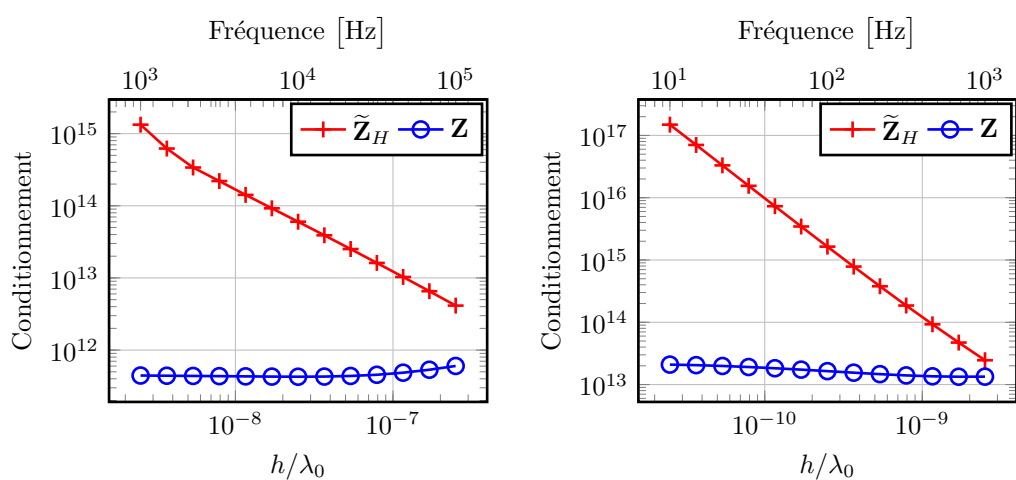 Fréquence [Hz]
10^3 10^4 10^5
Conditionnement
10^15
10^14
10^13
10^12
Z̃_H Z
10^-8 10^-7
h/λ_0
Fréquence [Hz]
10^1 10^2 10^3
Conditionnement
10^17
10^16
10^15
10^14
10^13
Z̃_H Z
10^-10 10^-9
h/λ_0